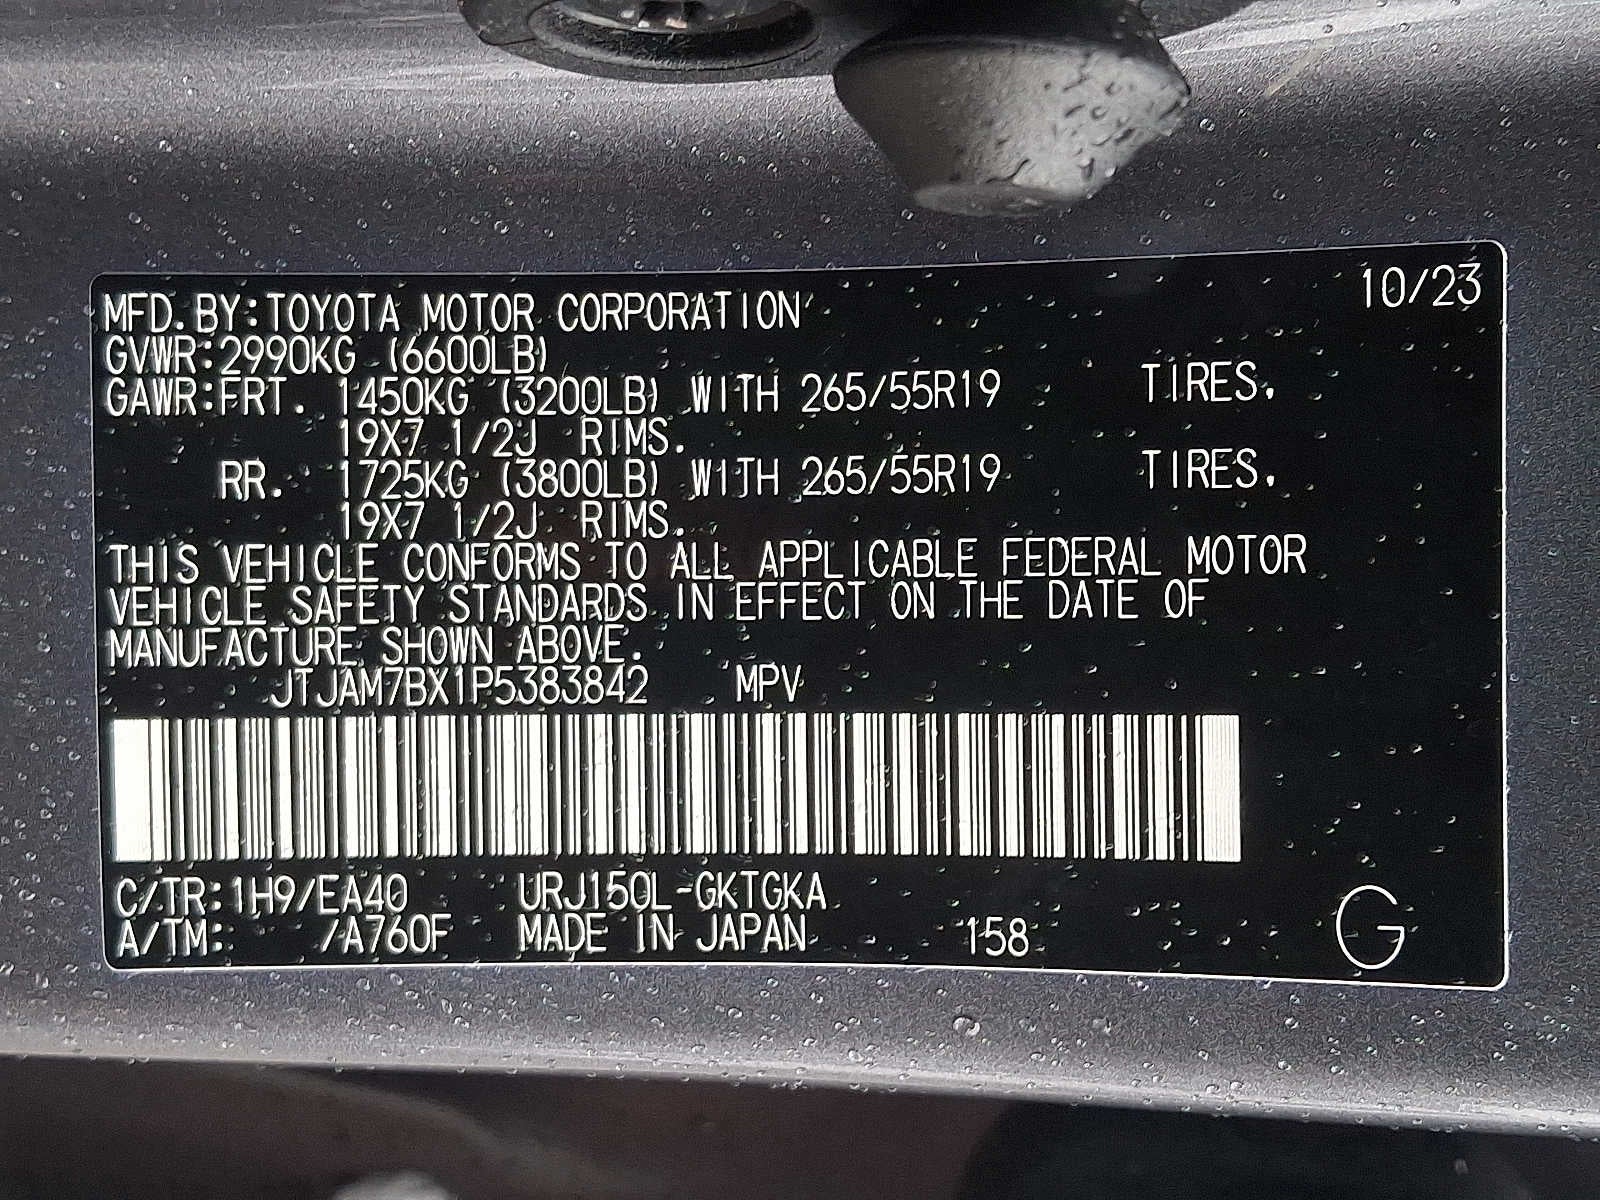 10/23
MFD.BY:TOYOTA MOTOR CORPORATION
GVWR:2990KG (6600LB)
GAWR:FRT. 1450KG (3200LB) WITH 265/55R19 TIRES.
19X7 1/2J RIMS.
RR. 1725KG (3800LB) WITH 265/55R19 TIRES.
19X7 1/2J RIMS.
THIS VEHICLE CONFORMS TO ALL APPLICABLE FEDERAL MOTOR
VEHICLE SAFETY STANDARDS IN EFFECT ON THE DATE OF
MANUFACTURE SHOWN ABOVE.
JTJAM7BX1P5383842 MPV
C/TR:1H9/EA40 URJ150L-GKTGKA
A/TM: /A760F MADE IN JAPAN 158 G